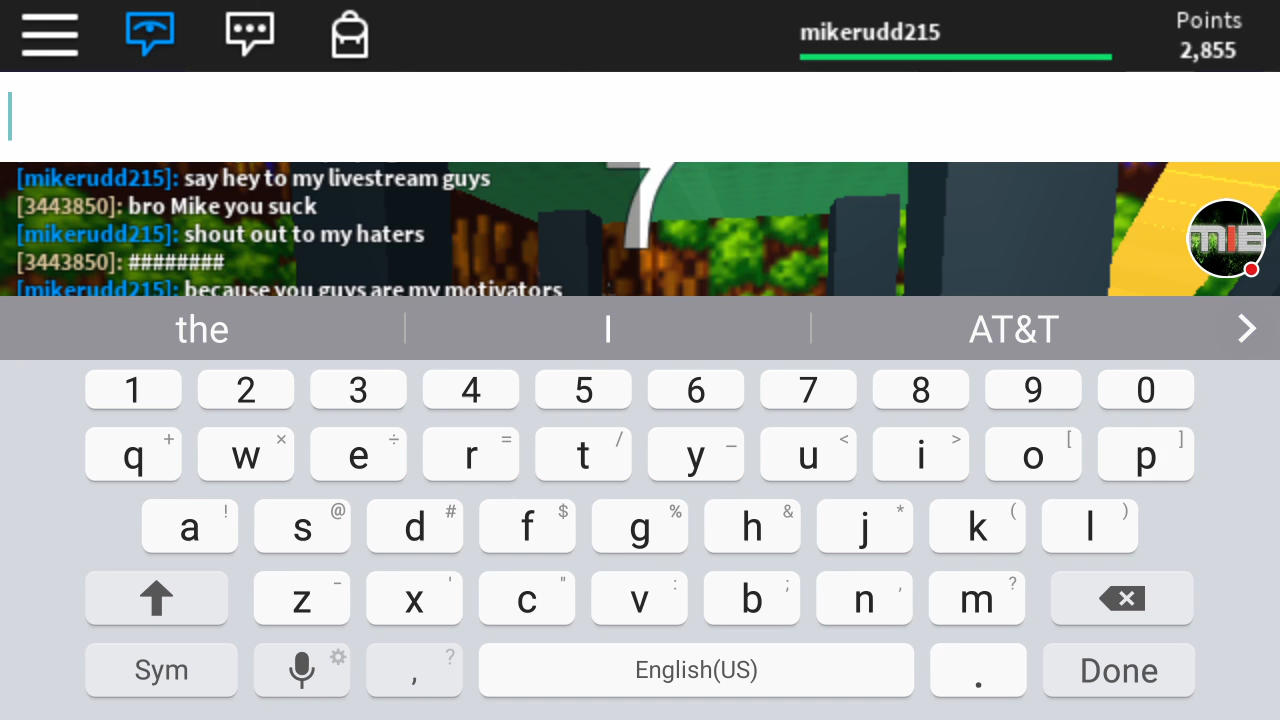 mikerudd215
Points
2,855
7
[mikerudd215]: say hey to my livestream guys
[3443850]: bro Mike you suck
[mikerudd215]: shout out to my haters
[3443850]: ########
[mikerudd215]: because you guys are my motivators
MIB
the I AT&T
1 2 3 4 5 6 7 8 9 0
q + w × e ÷ r = t / y _ u < i > o [ p ]
a ! s @ d # f $ g % h & j * k ( l )
z - x ' c " v : b ; n , m ?
Sym , ? English(US) . Done